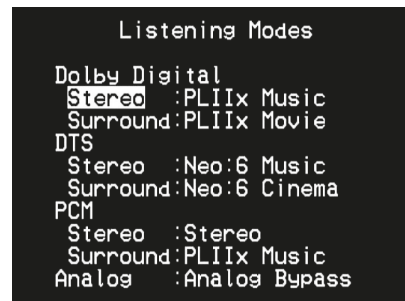 Listening Modes
Dolby Digital
Stereo :PLIIx Music
Surround:PLIIx Movie
DTS
Stereo :Neo:6 Music
Surround:Neo:6 Cinema
PCM
Stereo :Stereo
Surround:PLIIx Music
Analog :Analog Bypass